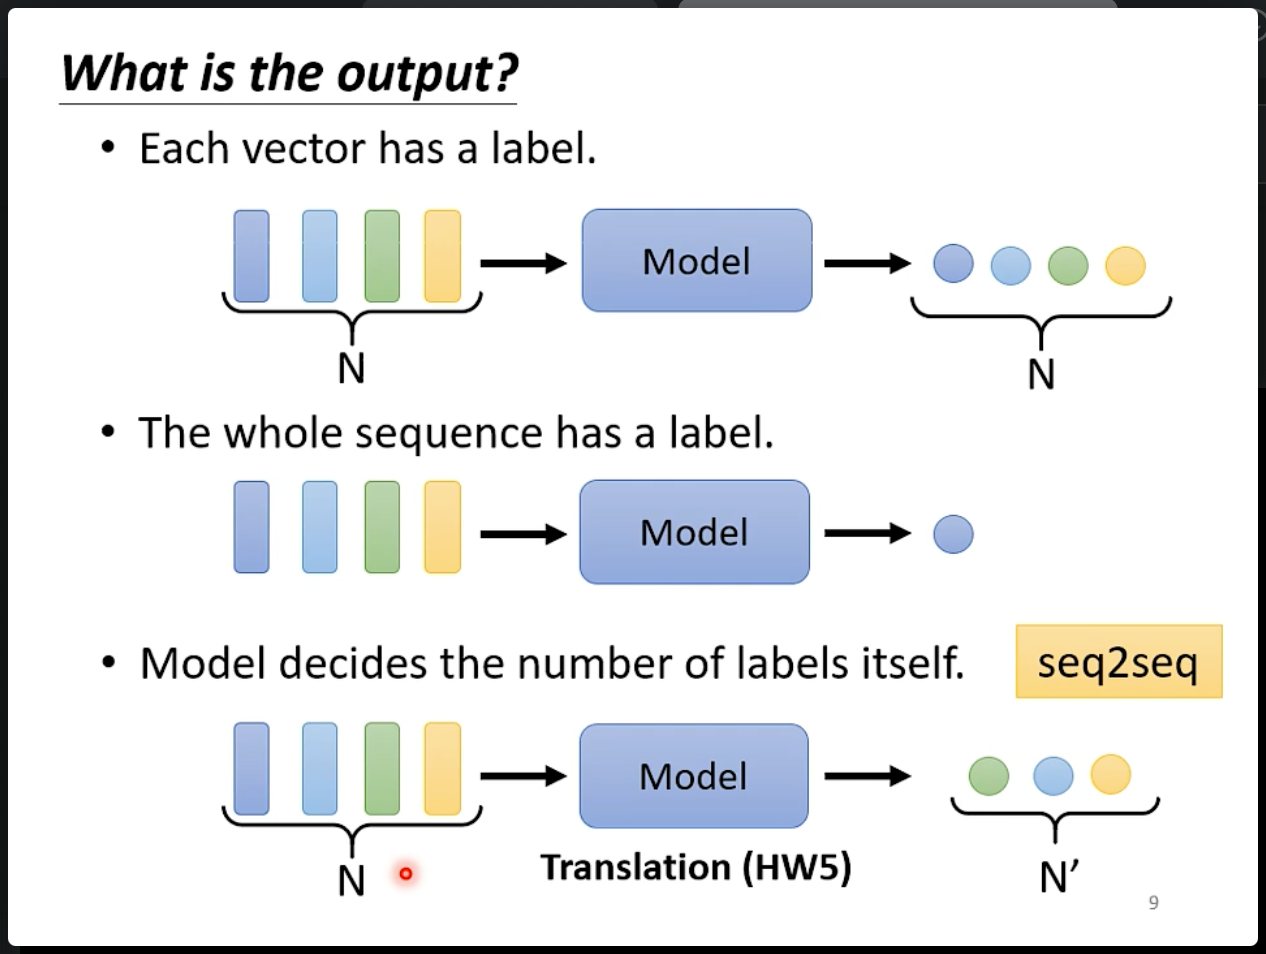 What is the output?
• Each vector has a label.
Model
N
N
• The whole sequence has a label.
Model
• Model decides the number of labels itself.
seq2seq
Model
N
Translation (HW5)
N′
9